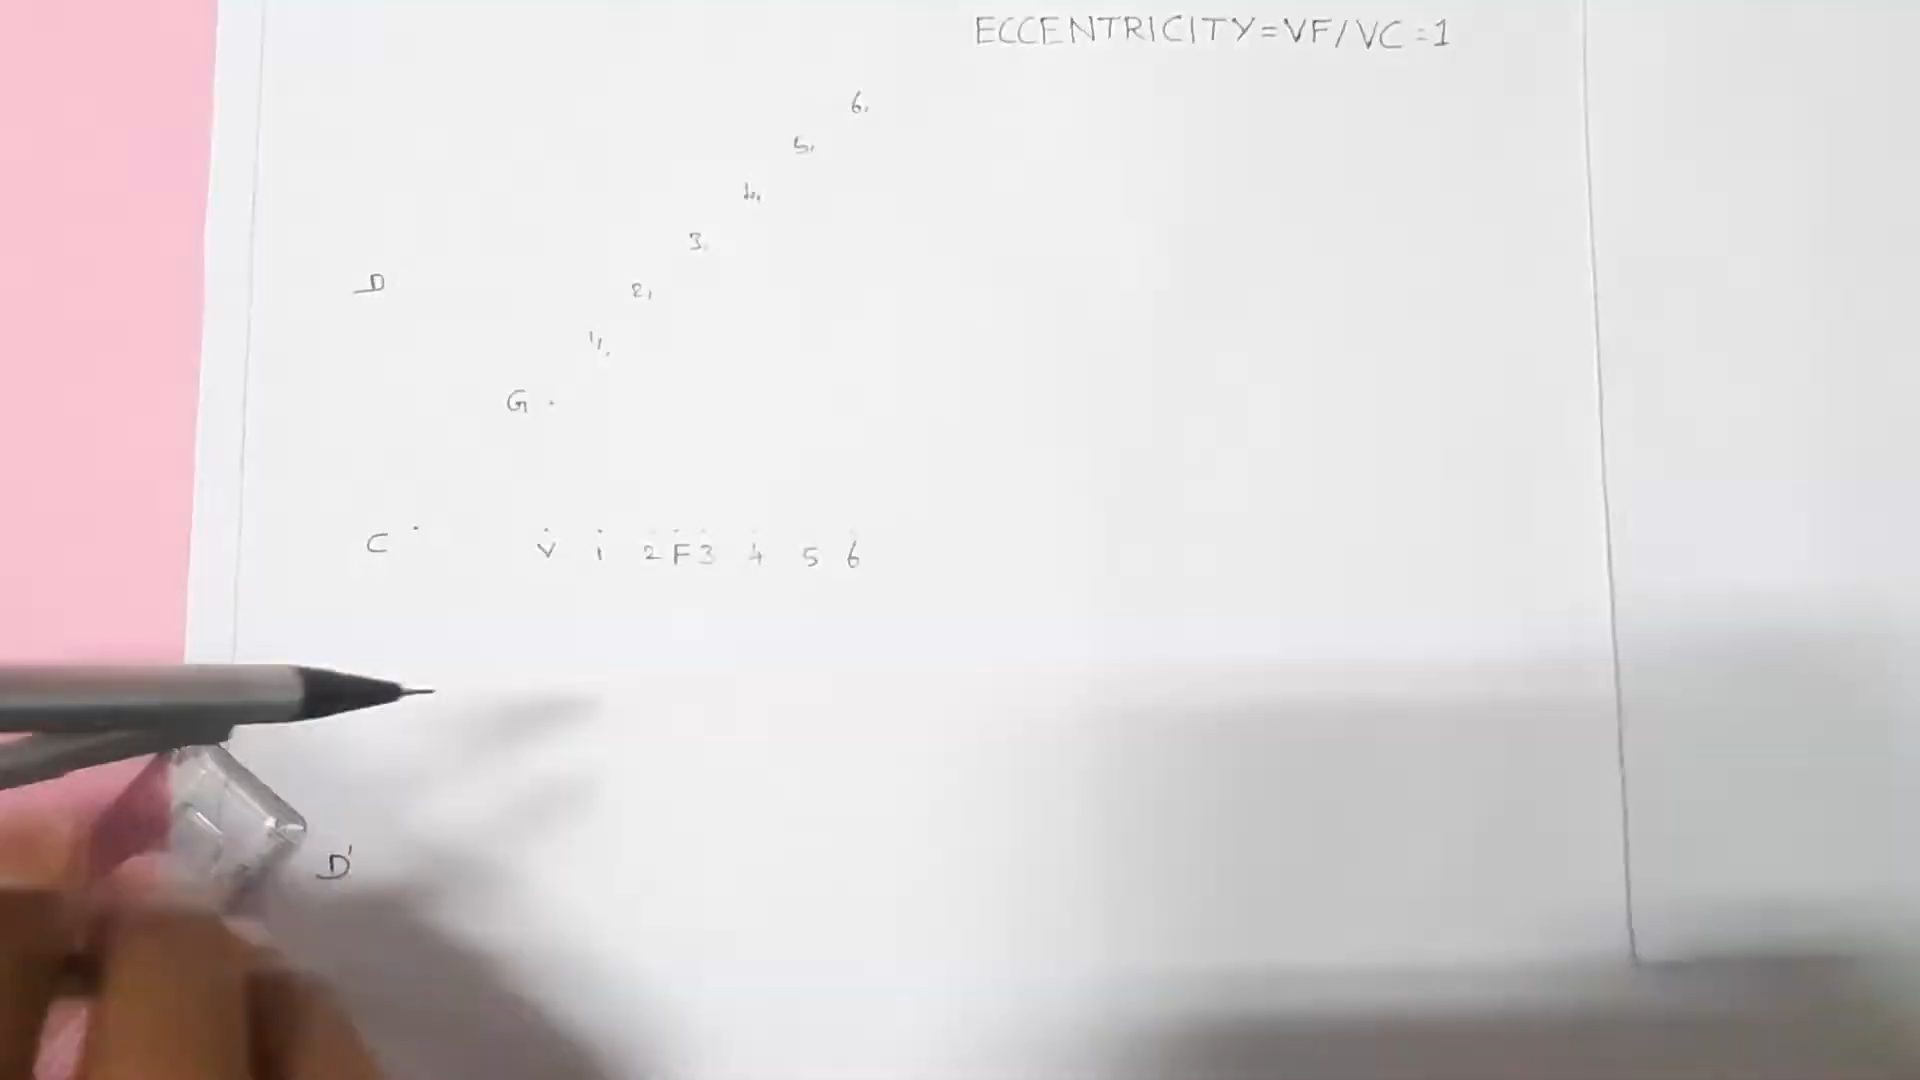 ECCENTRICITY=VF/VC=1
6,
5,
4,
3,
D
2,
1,
G
C V 1 2 F 3 4 5 6
D'